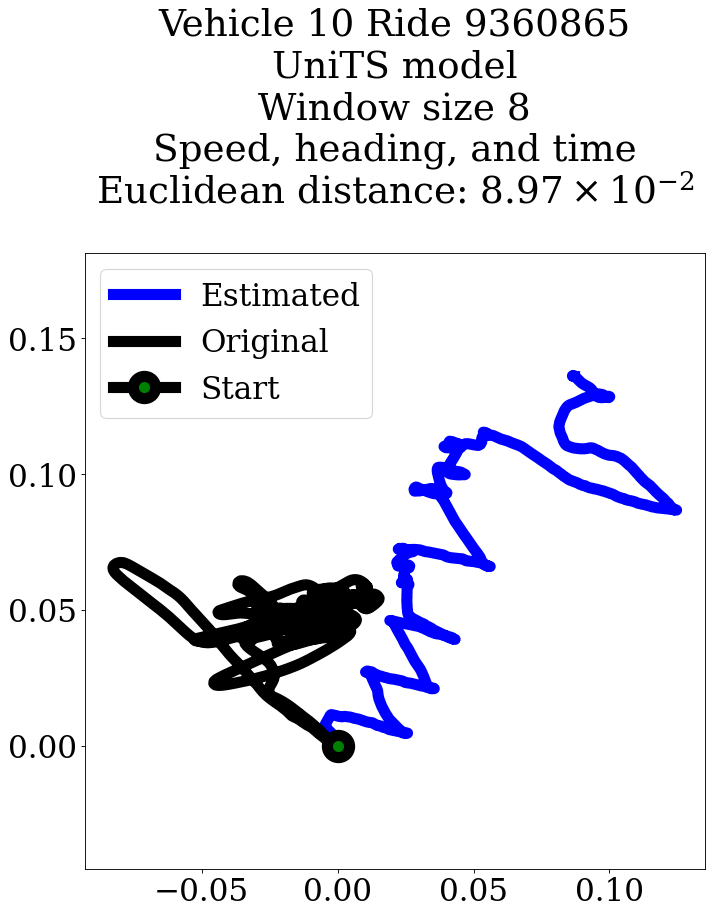 Vehicle 10 Ride 9360865
UniTS model
Window size 8
Speed, heading, and time
Euclidean distance: 8.97 × 10⁻²
Estimated
Original
Start
0.15
0.10
0.05
0.00
−0.05 0.00 0.05 0.10